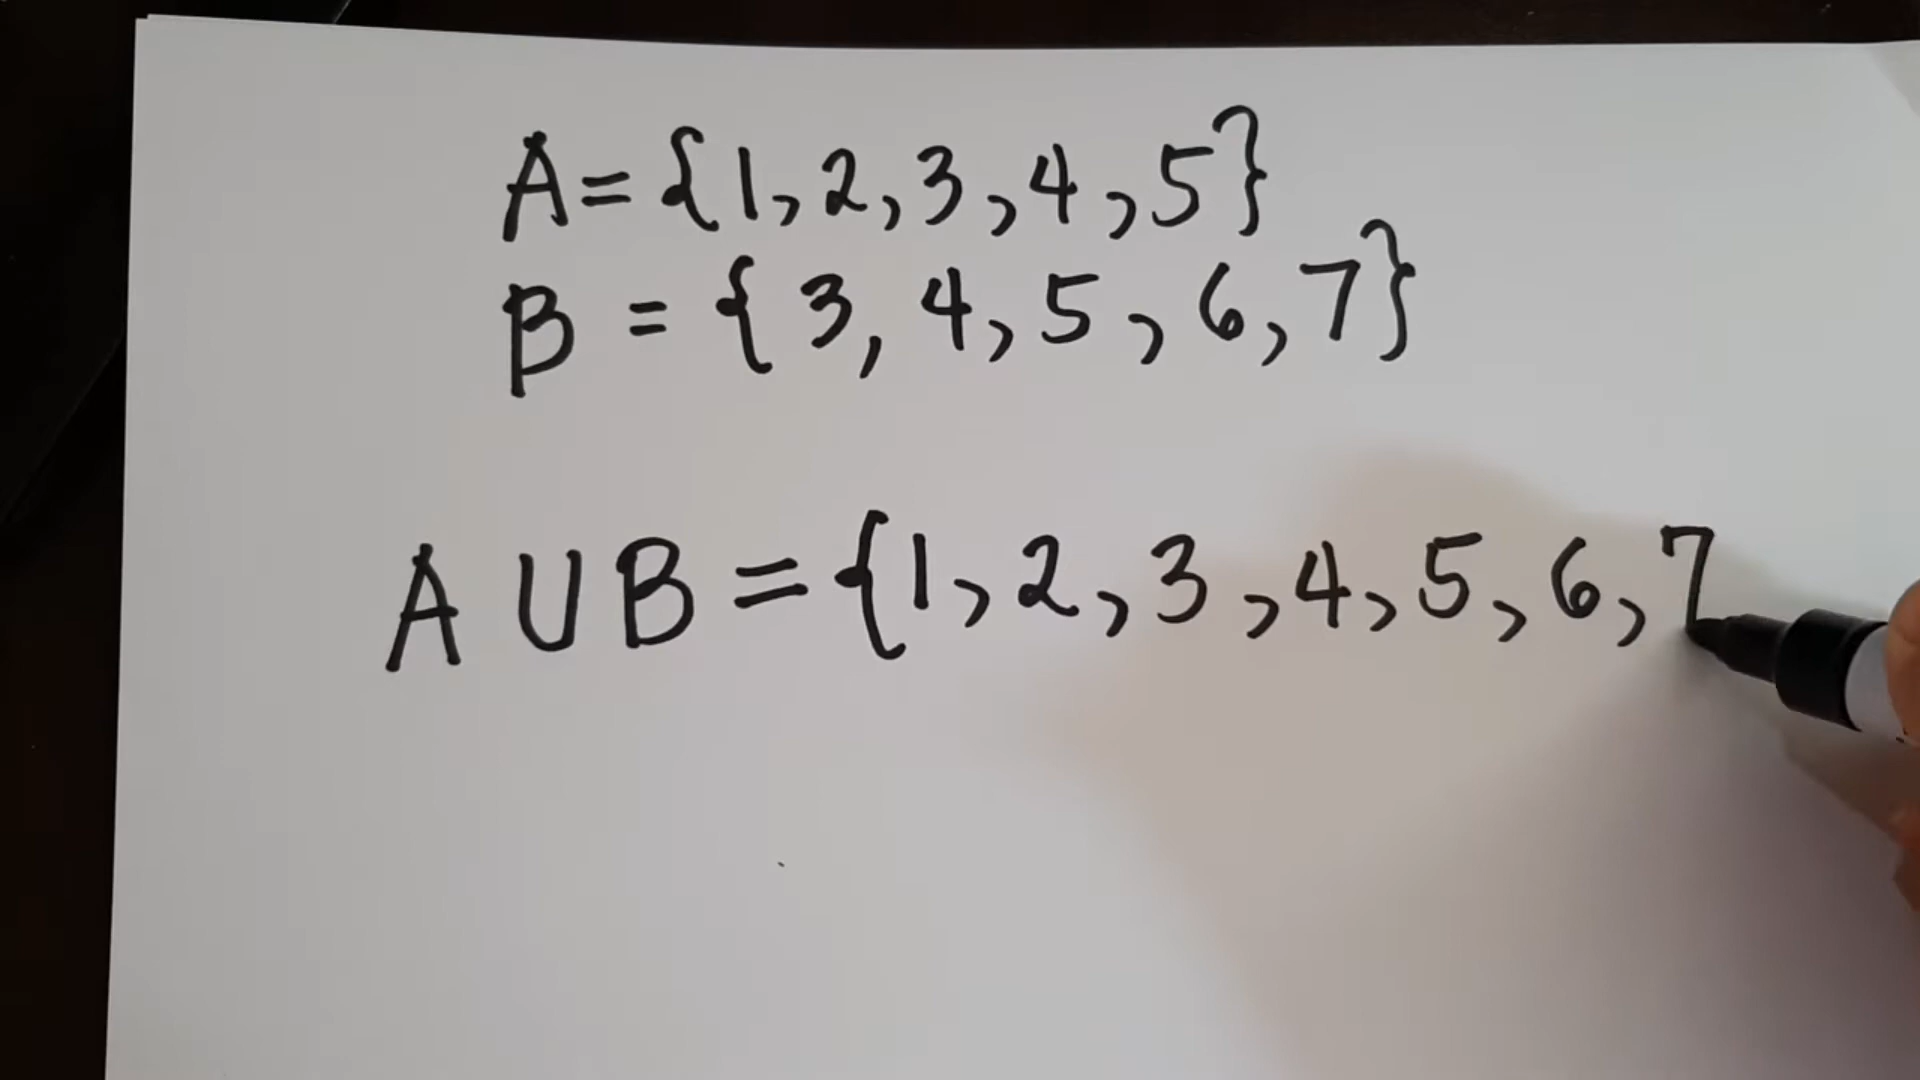 A={1,2,3,4,5}
B = {3,4,5,6,7}
A U B = {1,2,3,4,5,6,7